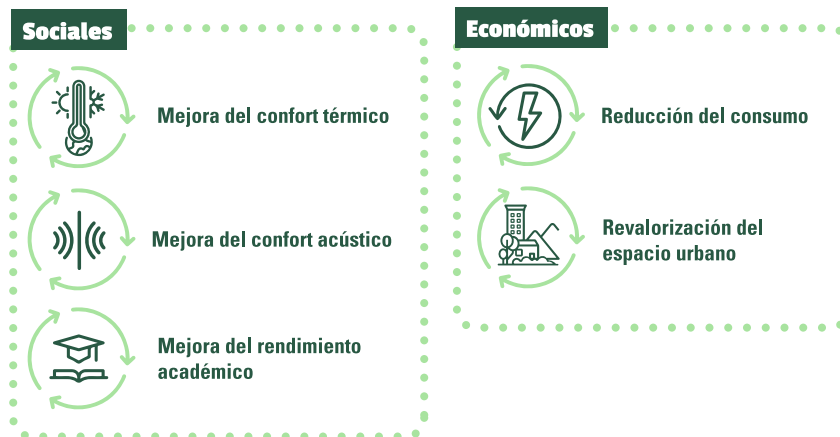 Sociales
Mejora del confort térmico
Mejora del confort acústico
Mejora del rendimiento
académico
Económicos
Reducción del consumo
Revalorización del
espacio urbano